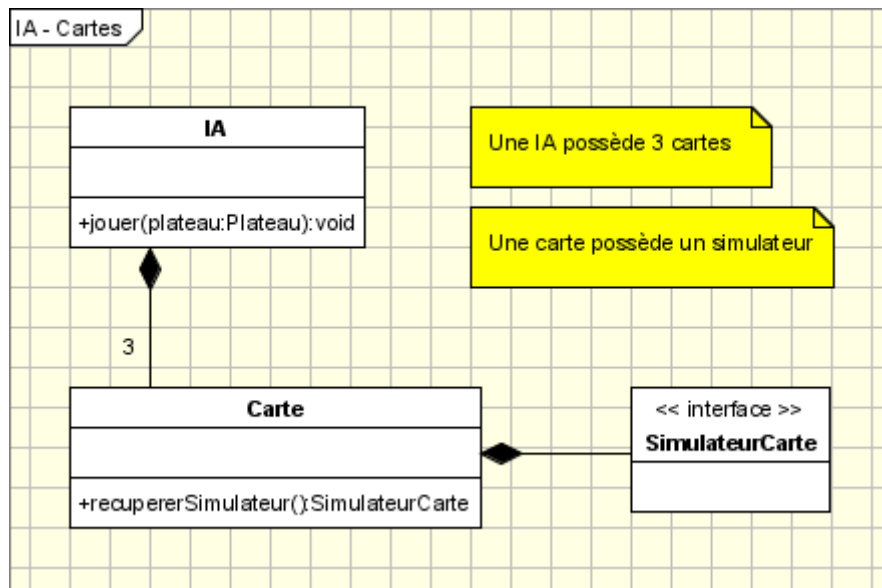 IA - Cartes
IA
+jouer(plateau:Plateau):void
Une IA possède 3 cartes
Une carte possède un simulateur
3
Carte
+recupererSimulateur():SimulateurCarte
<< interface >>
SimulateurCarte